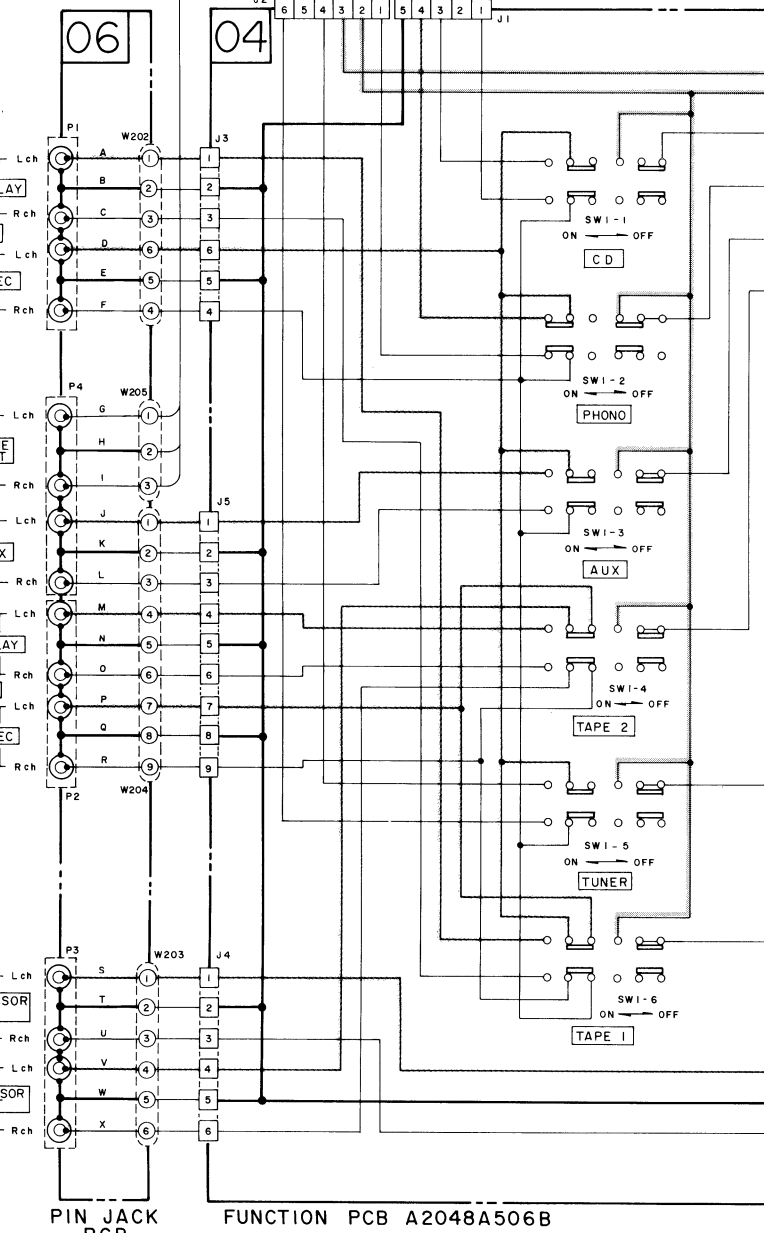 J2
6 5 4 3 2 1 5 4 3 2 1
J1
06
04
P1
W202
J3
Lch
A
1
1
LAY
B
2
2
Rch
C
3
3
Lch
D
6
6
EC
E
5
5
Rch
F
4
4
SW1-1
ON OFF
CD
SW1-2
ON OFF
PHONO
P4
W205
Lch
G
1
E
T
H
2
Rch
I
3
J5
Lch
J
1
1
X
K
2
2
Rch
L
3
3
SW1-3
ON OFF
AUX
Lch
M
4
4
LAY
N
5
5
Rch
O
6
6
Lch
P
7
7
EC
Q
8
8
Rch
R
9
9
P2
W204
SW1-4
ON OFF
TAPE 2
SW1-5
ON OFF
TUNER
P3
W203
J4
Lch
S
1
1
SSOR
T
2
2
Rch
U
3
3
Lch
V
4
4
SSOR
W
5
5
Rch
X
6
6
SW1-6
ON OFF
TAPE 1
PIN JACK
PCB
FUNCTION PCB A2048A506B